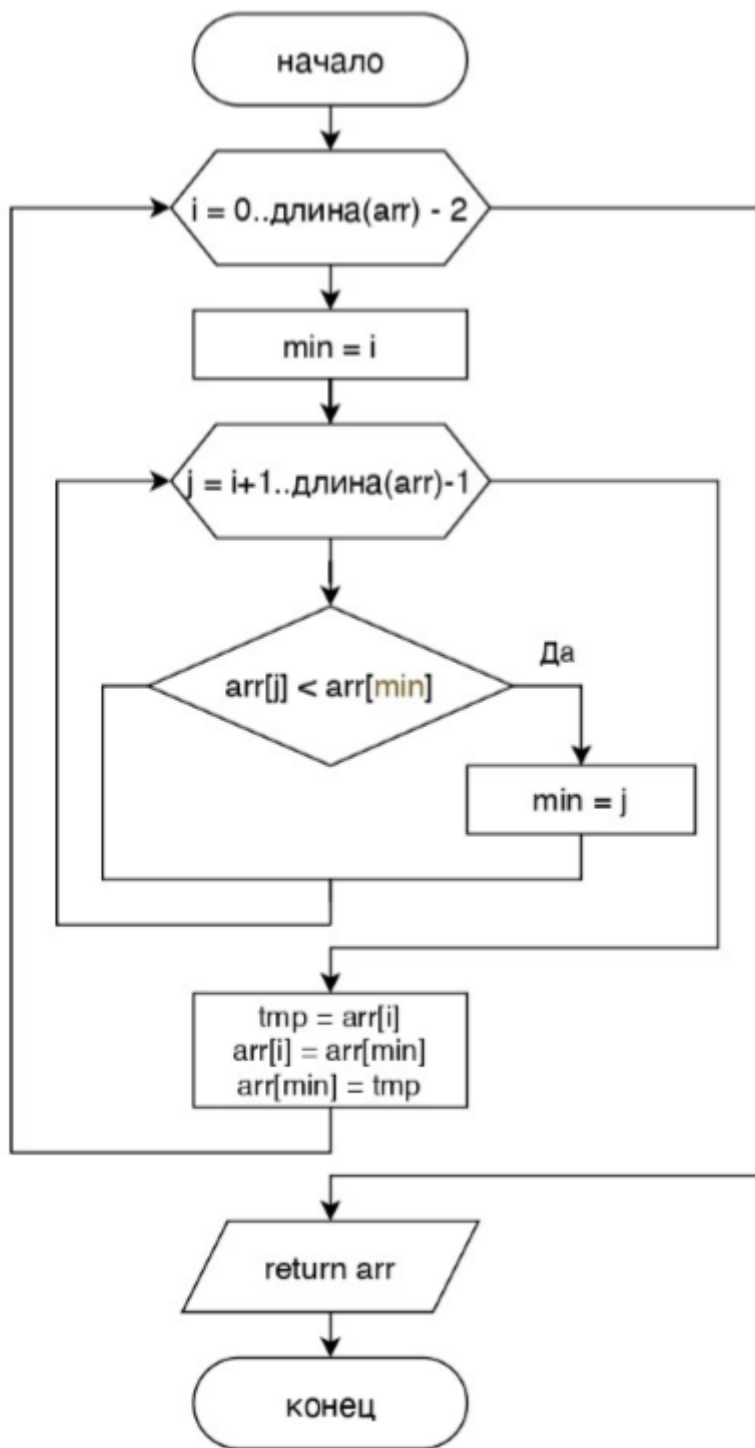 начало
i = 0..длина(arr) - 2
min = i
j = i+1..длина(arr)-1
arr[j] < arr[min]
Да
min = j
tmp = arr[i]
arr[i] = arr[min]
arr[min] = tmp
return arr
конец